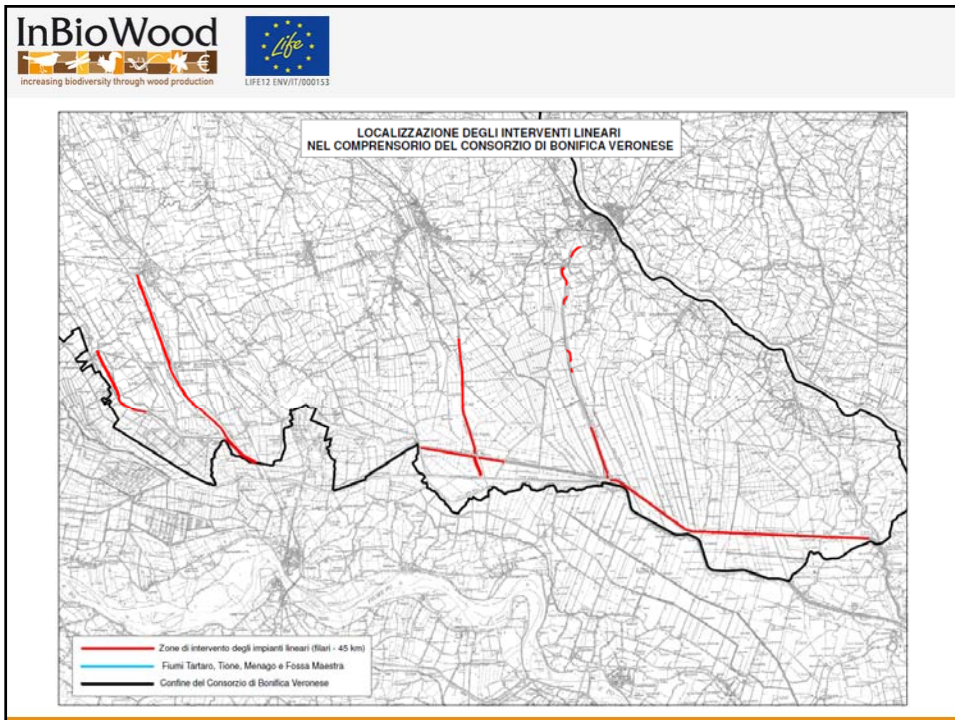 InBioWood
increasing biodiversity through wood production
Life
LIFE12 ENV/IT/000153
LOCALIZZAZIONE DEGLI INTERVENTI LINEARI
NEL COMPRENSORIO DEL CONSORZIO DI BONIFICA VERONESE
Zone di intervento degli impianti lineari (filari - 45 km)
Fiumi Tartaro, Tione, Menago e Fossa Maestra
Confine del Consorzio di Bonifica Veronese